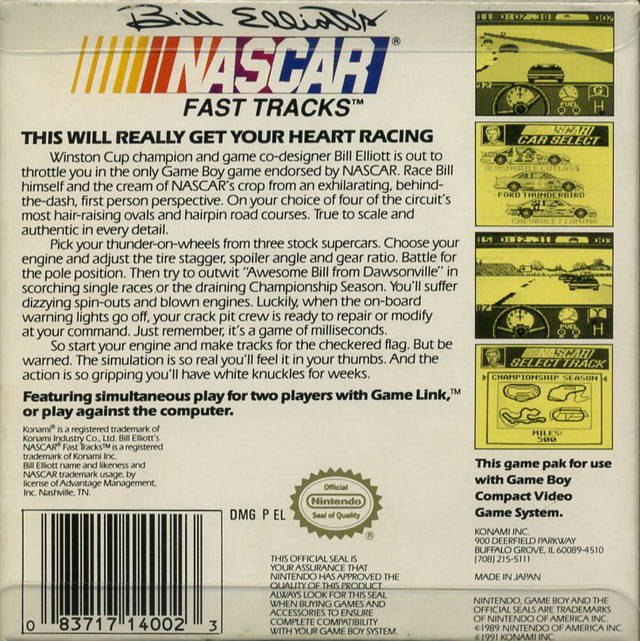 Bill Elliott's
NASCAR®
FAST TRACKS™
THIS WILL REALLY GET YOUR HEART RACING
Winston Cup champion and game co-designer Bill Elliott is out to
throttle you in the only Game Boy game endorsed by NASCAR. Race Bill
himself and the cream of NASCAR's crop from an exhilarating, behind-
the-dash, first person perspective. On your choice of four of the circuit's
most hair-raising ovals and hairpin road courses. True to scale and
authentic in every detail.
Pick your thunder-on-wheels from three stock supercars. Choose your
engine and adjust the tire stagger, spoiler angle and gear ratio. Battle for
the pole position. Then try to outwit "Awesome Bill from Dawsonville" in
scorching single races or the draining Championship Season. You'll suffer
dizzying spin-outs and blown engines. Luckily, when the on-board
warning lights go off, your crack pit crew is ready to repair or modify
at your command. Just remember, it's a game of milliseconds.
So start your engine and make tracks for the checkered flag. But be
warned. The simulation is so real you'll feel it in your thumbs. And the
action is so gripping you'll have white knuckles for weeks.
Featuring simultaneous play for two players with Game Link,™
or play against the computer.
Konami® is a registered trademark of
Konami Industry Co., Ltd. Bill Elliott's
NASCAR® Fast Tracks™ is a registered
trademark of Konami Inc.
Bill Elliott name and likeness and
NASCAR trademark usage, by
license of Advantage Management,
Inc. Nashville, TN.
0 83717 14002 3
DMG P EL
Official
Nintendo
Seal of Quality
®
THIS OFFICIAL SEAL IS
YOUR ASSURANCE THAT
NINTENDO HAS APPROVED THE
QUALITY OF THIS PRODUCT.
ALWAYS LOOK FOR THIS SEAL
WHEN BUYING GAMES AND
ACCESSORIES TO ENSURE
COMPLETE COMPATIBILITY
WITH YOUR GAME BOY SYSTEM.
FUEL
H
NASCAR
CAR SELECT
OLDSMOBILE CUTLASS
FORD THUNDERBIRD
CHEVROLET LUMINA
FUEL
H
NASCAR
SELECT TRACK
CHAMPIONSHIP SEASON
MILES:
500
This game pak for use
with Game Boy
Compact Video
Game System.
KONAMI INC.
900 DEERFIELD PARKWAY
BUFFALO GROVE, IL 60089-4510
(708) 215-5111
MADE IN JAPAN
NINTENDO, GAME BOY AND THE
OFFICIAL SEALS ARE TRADEMARKS
OF NINTENDO OF AMERICA INC.
©1989 NINTENDO OF AMERICA INC.
©1991 KONAMI INC.